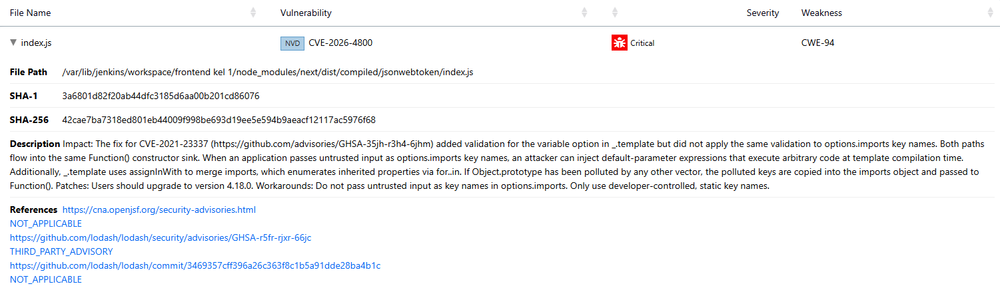 File Name Vulnerability Severity Weakness
index.js NVD CVE-2026-4800 Critical CWE-94
File Path /var/lib/jenkins/workspace/frontend kel 1/node_modules/next/dist/compiled/jsonwebtoken/index.js
SHA-1 3a6801d82f20ab44dfc3185d6aa00b201cd86076
SHA-256 42cae7ba7318ed801eb44009f998be693d19ee5e594b9aeacf12117ac5976f68
Description Impact: The fix for CVE-2021-23337 (https://github.com/advisories/GHSA-35jh-r3h4-6jhm) added validation for the variable option in _.template but did not apply the same validation to options.imports key names. Both paths
flow into the same Function() constructor sink. When an application passes untrusted input as options.imports key names, an attacker can inject default-parameter expressions that execute arbitrary code at template compilation time.
Additionally, _.template uses assignInWith to merge imports, which enumerates inherited properties via for..in. If Object.prototype has been polluted by any other vector, the polluted keys are copied into the imports object and passed to
Function(). Patches: Users should upgrade to version 4.18.0. Workarounds: Do not pass untrusted input as key names in options.imports. Only use developer-controlled, static key names.
References https://cna.openjsf.org/security-advisories.html
NOT_APPLICABLE
https://github.com/lodash/lodash/security/advisories/GHSA-r5fr-rjxr-66jc
THIRD_PARTY_ADVISORY
https://github.com/lodash/lodash/commit/3469357cff396a26c363f8c1b5a91dde28ba4b1c
NOT_APPLICABLE